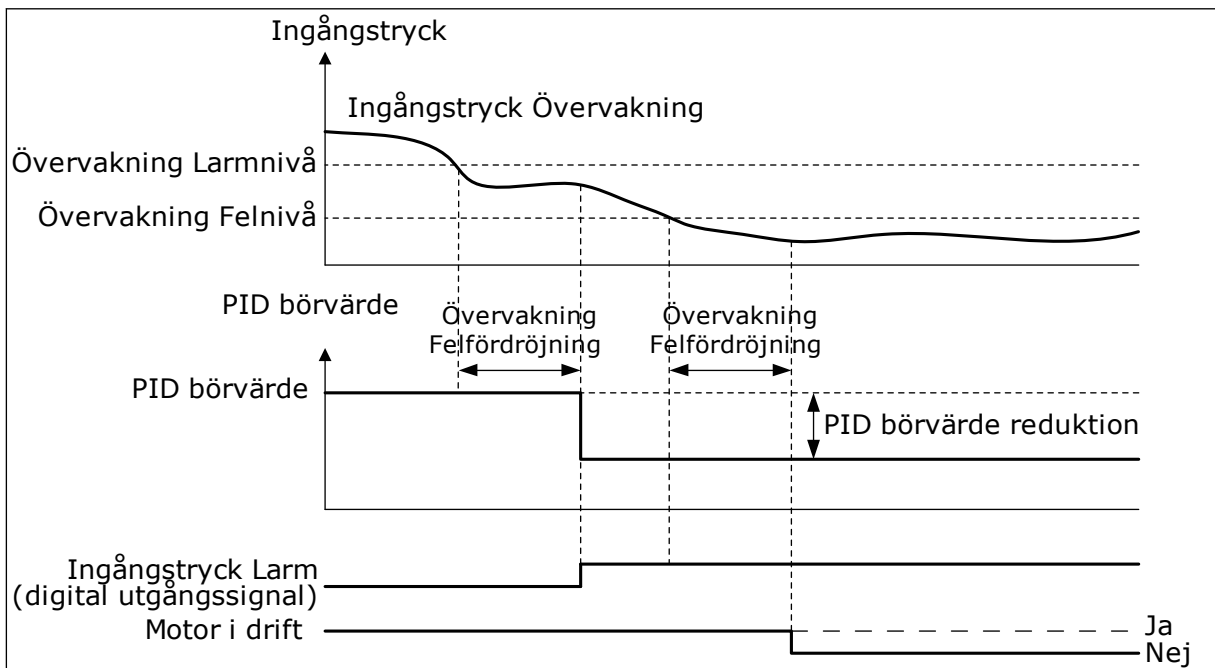 Ingångstryck
Ingångstryck Övervakning
Övervakning Larmnivå
Övervakning Felnivå
PID börvärde
Övervakning
Felfördröjning
Övervakning
Felfördröjning
PID börvärde
PID börvärde reduktion
Ingångstryck Larm
(digital utgångssignal)
Motor i drift
Ja
Nej